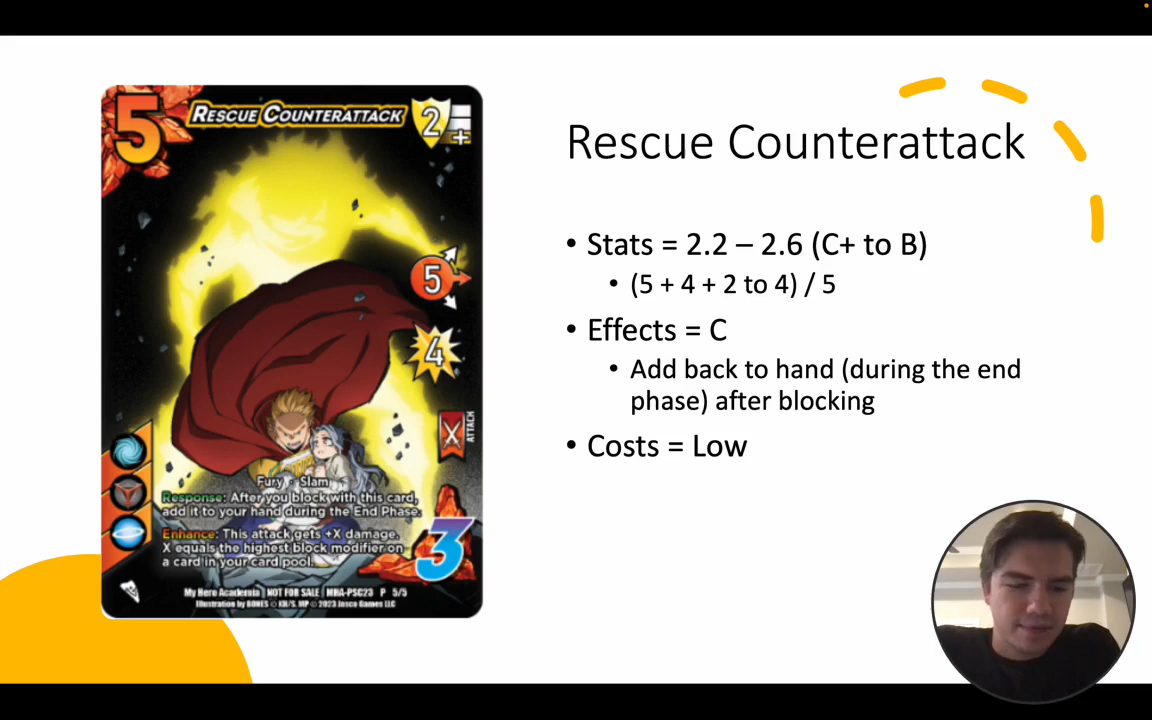 5
RESCUE COUNTERATTACK
2
+
5
4
X
ATTACK
Fury • Slam
Response: After you block with this card,
add it to your hand during the End Phase.
Enhance: This attack gets +X damage.
X equals the highest block modifier on
a card in your card pool.
3
My Hero Academia | NOT FOR SALE | MHA-PSC23 P 5/5
Illustration by BONES © KH/S, MP © 2023 Jasco Games LLC
Rescue Counterattack
• Stats = 2.2 – 2.6 (C+ to B)
• (5 + 4 + 2 to 4) / 5
• Effects = C
• Add back to hand (during the end
phase) after blocking
• Costs = Low